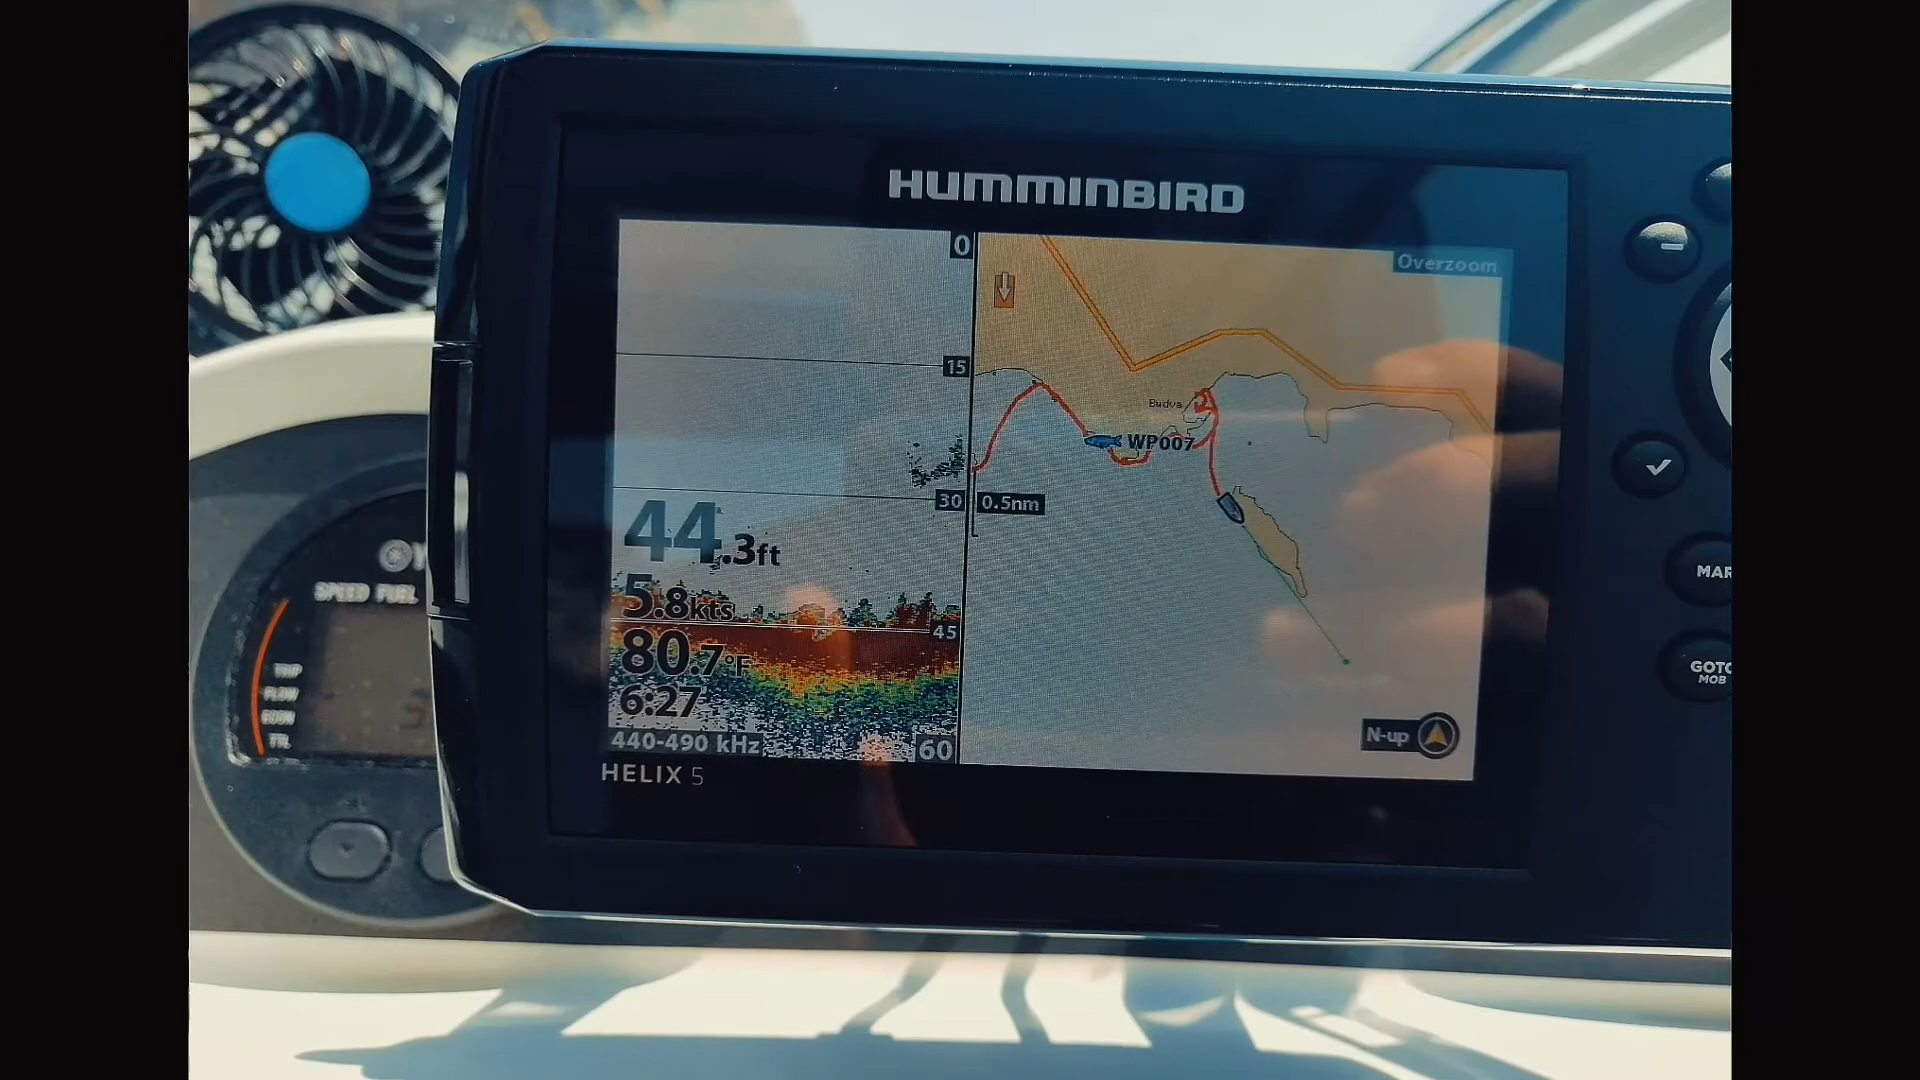 HUMMINBIRD
0
15
30
44.3ft
5.8kts
45
80.7°F
6:27
440-490 kHz
60
Overzoom
Budva
WP007
0.5nm
N-up
HELIX 5
MAR
GOTO
MOB
SPEED FUEL
TRIP
FLOW
ECON
TTL